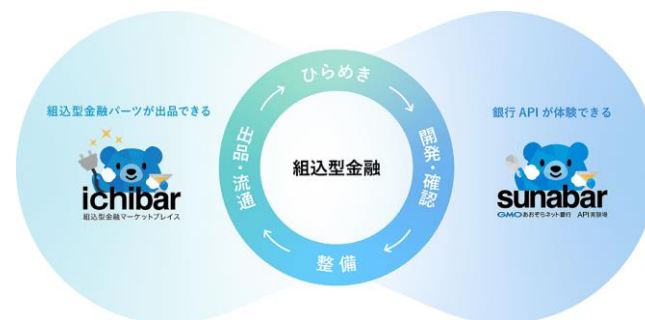 ひらめき
組込型金融パーツが出品できる
銀行 API が体験できる
出品・流通
組込型金融
開発・確認
ichibar
組込型金融マーケットプレイス
sunabar
GMOあおぞらネット銀行 API実験場
整備